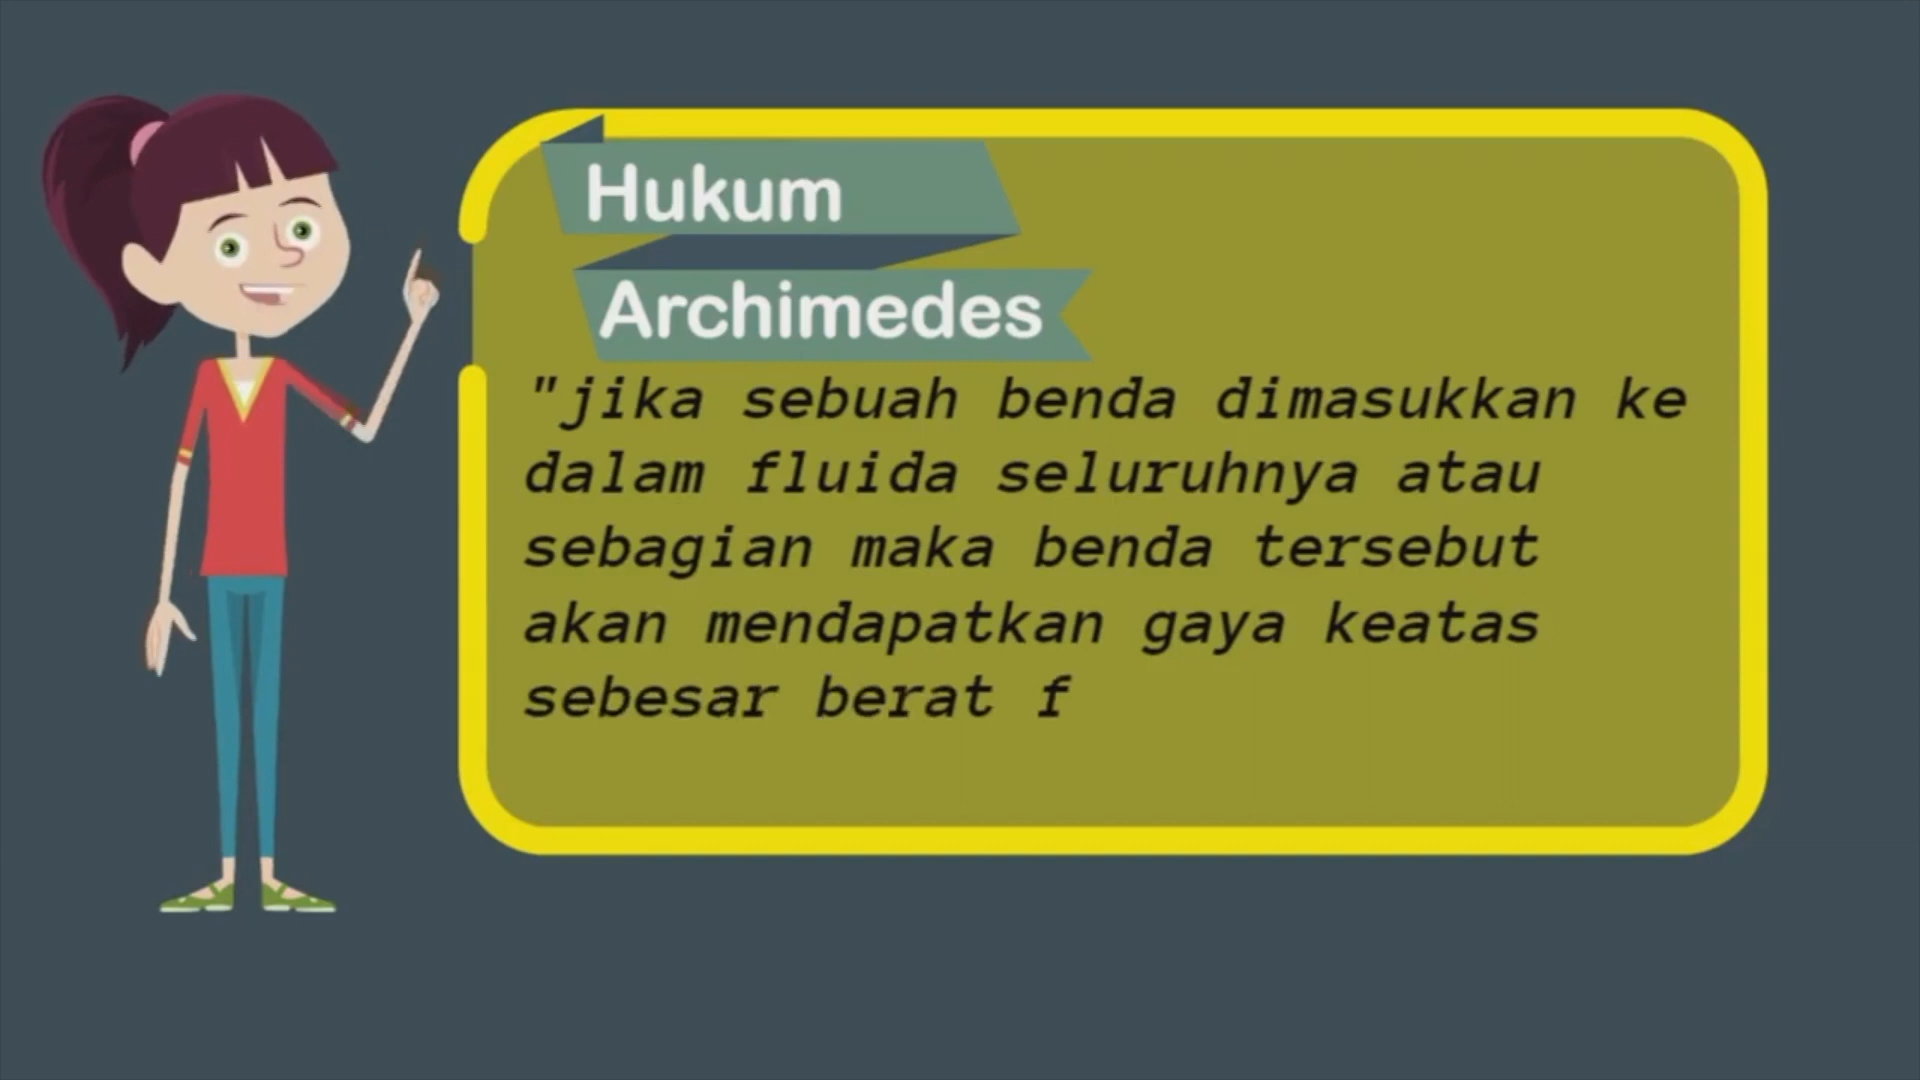 Hukum
Archimedes
"jika sebuah benda dimasukkan ke
dalam fluida seluruhnya atau
sebagian maka benda tersebut
akan mendapatkan gaya keatas
sebesar berat f